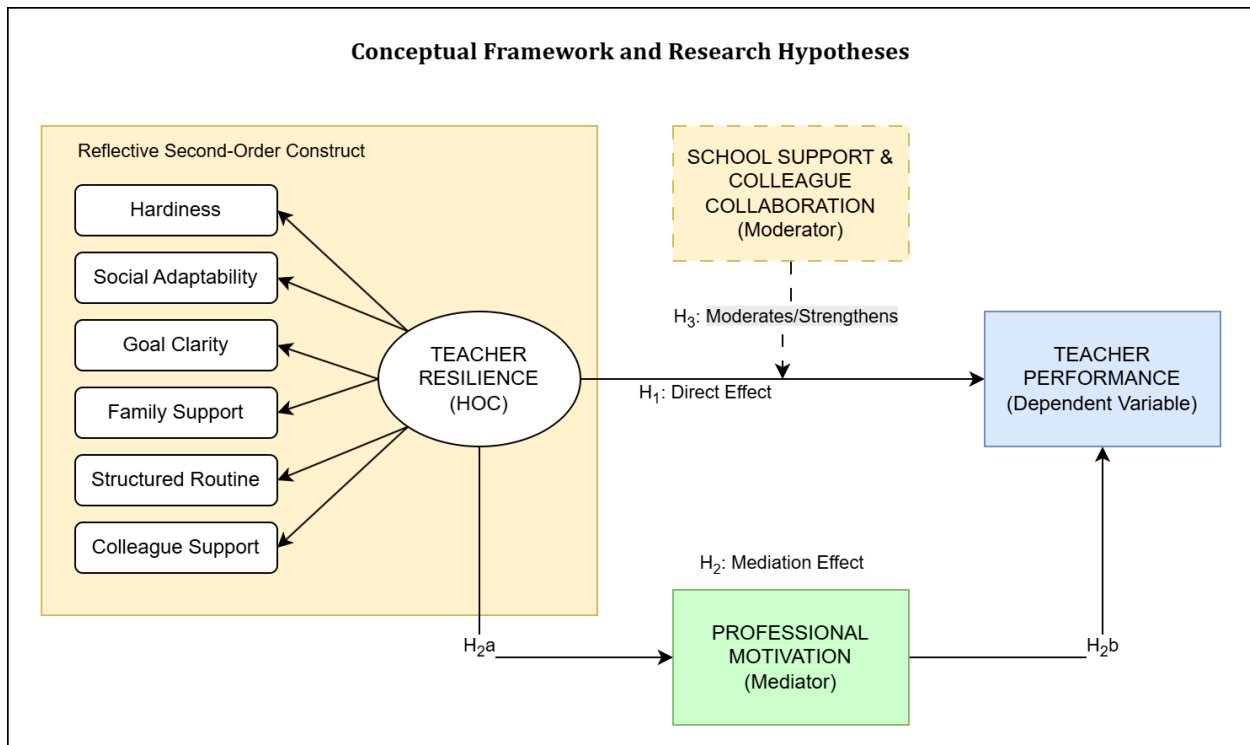 Conceptual Framework and Research Hypotheses
Reflective Second-Order Construct
Hardiness
Social Adaptability
Goal Clarity
Family Support
Structured Routine
Colleague Support
TEACHER
RESILIENCE
(HOC)
SCHOOL SUPPORT &
COLLEAGUE
COLLABORATION
(Moderator)
H3: Moderates/Strengthens
H1: Direct Effect
TEACHER
PERFORMANCE
(Dependent Variable)
H2: Mediation Effect
H2a
PROFESSIONAL
MOTIVATION
(Mediator)
H2b